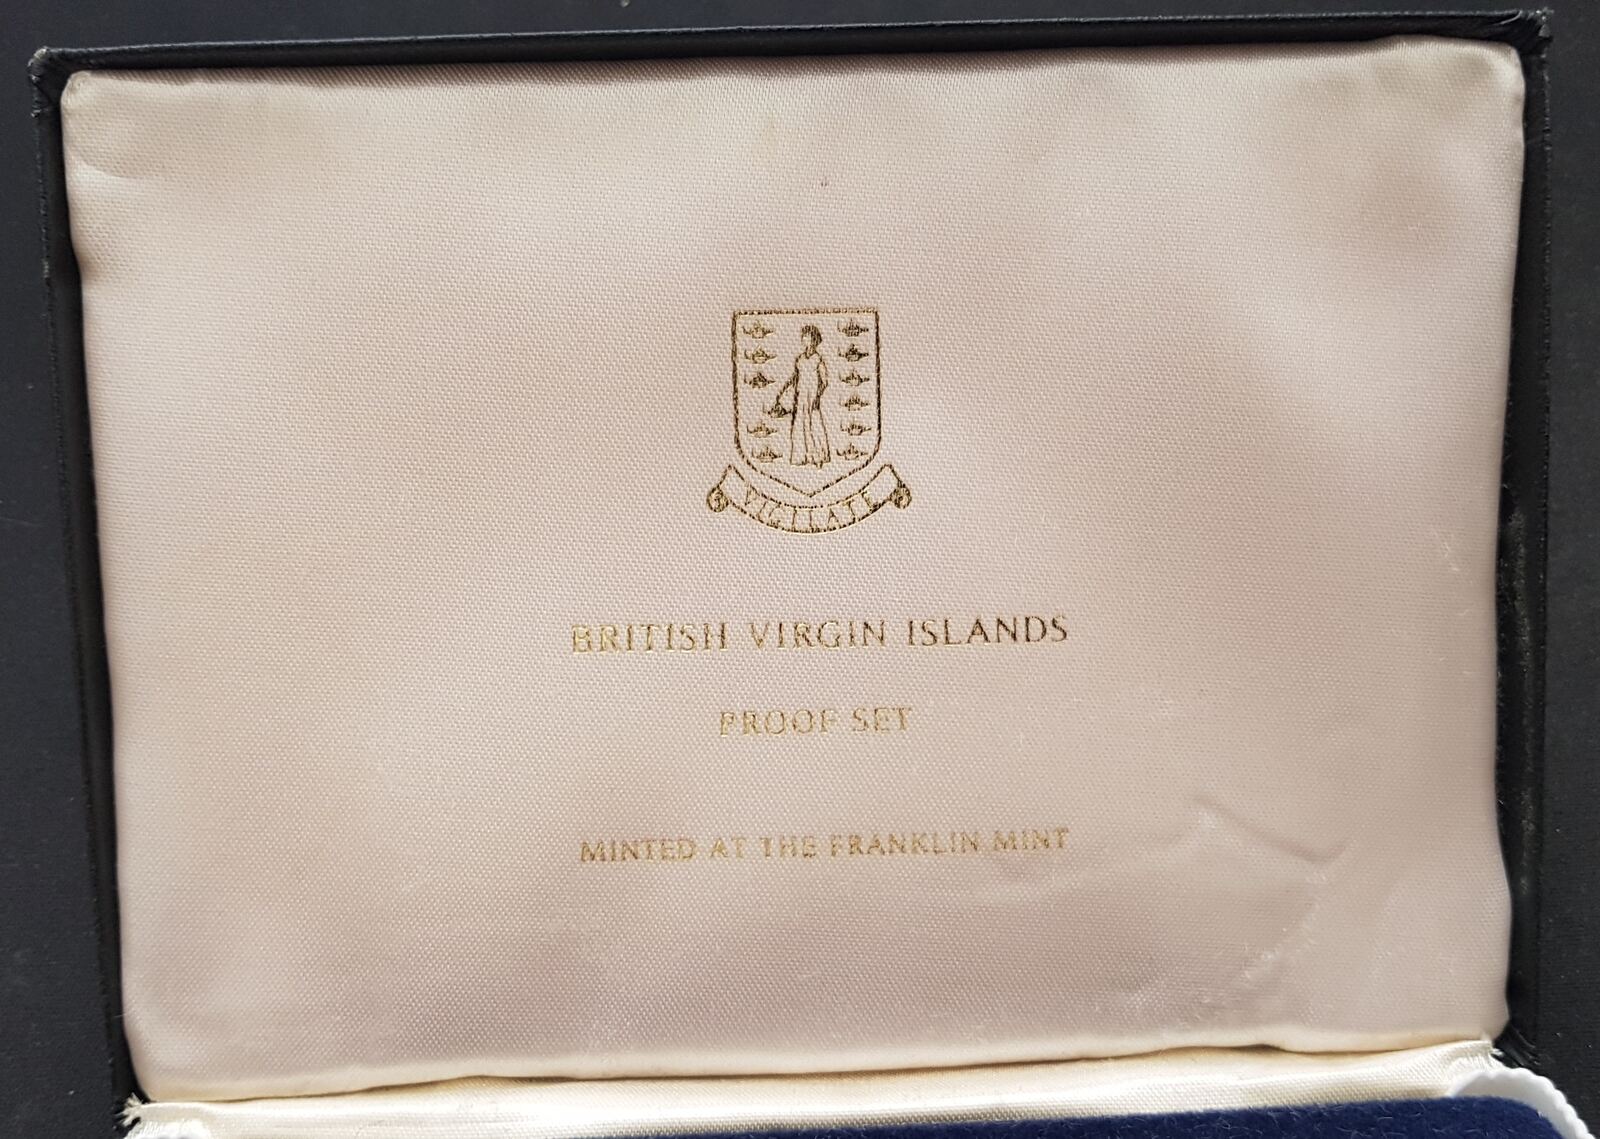 VIGILATE
BRITISH VIRGIN ISLANDS
PROOF SET
MINTED AT THE FRANKLIN MINT